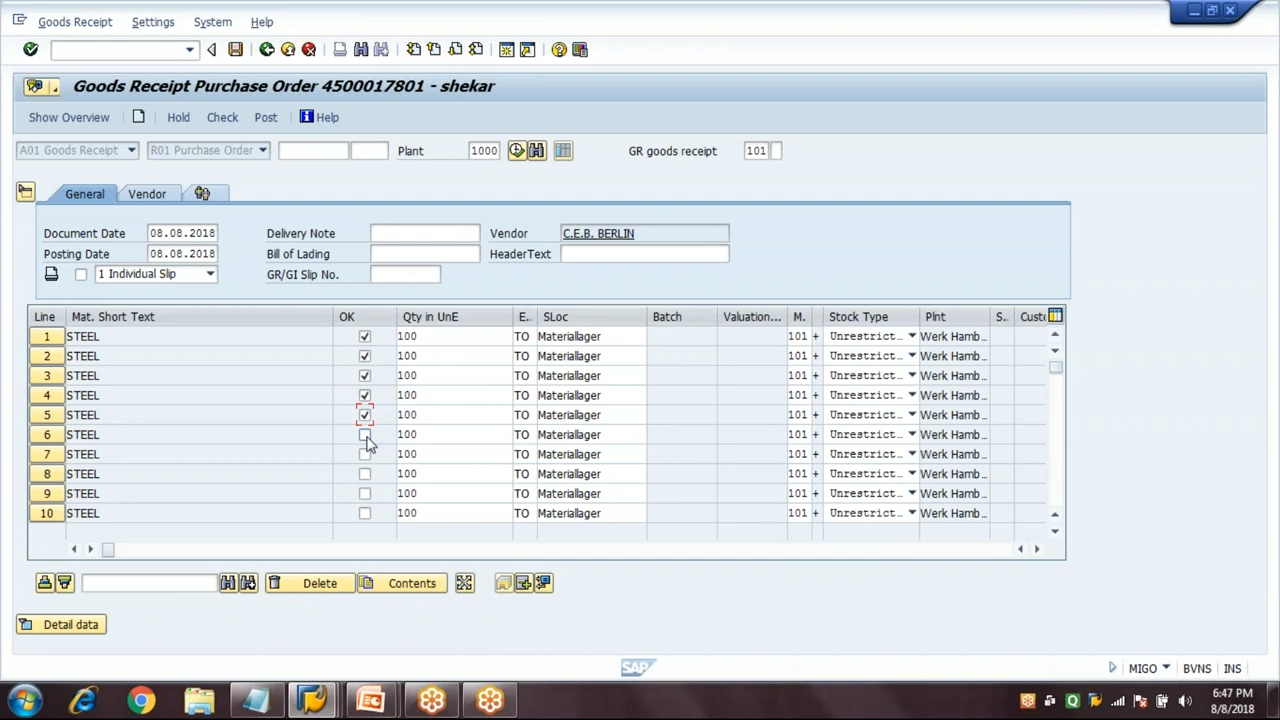 Goods Receipt Settings System Help
Goods Receipt Purchase Order 4500017801 - shekar
Show Overview Hold Check Post Help
A01 Goods Receipt R01 Purchase Order Plant 1000 GR goods receipt 101
General Vendor
Document Date 08.08.2018 Delivery Note Vendor C.E.B. BERLIN
Posting Date 08.08.2018 Bill of Lading HeaderText
1 Individual Slip GR/GI Slip No.
Line Mat. Short Text OK Qty in UnE E.. SLoc Batch Valuation... M. Stock Type Plnt S.. Custo
1 STEEL 100 TO Materiallager 101 + Unrestrict... Werk Hamb...
2 STEEL 100 TO Materiallager 101 + Unrestrict... Werk Hamb...
3 STEEL 100 TO Materiallager 101 + Unrestrict... Werk Hamb...
4 STEEL 100 TO Materiallager 101 + Unrestrict... Werk Hamb...
5 STEEL 100 TO Materiallager 101 + Unrestrict... Werk Hamb...
6 STEEL 100 TO Materiallager 101 + Unrestrict... Werk Hamb...
7 STEEL 100 TO Materiallager 101 + Unrestrict... Werk Hamb...
8 STEEL 100 TO Materiallager 101 + Unrestrict... Werk Hamb...
9 STEEL 100 TO Materiallager 101 + Unrestrict... Werk Hamb...
10 STEEL 100 TO Materiallager 101 + Unrestrict... Werk Hamb...
Delete Contents
Detail data
SAP MIGO BVNS INS
6:47 PM
8/8/2018